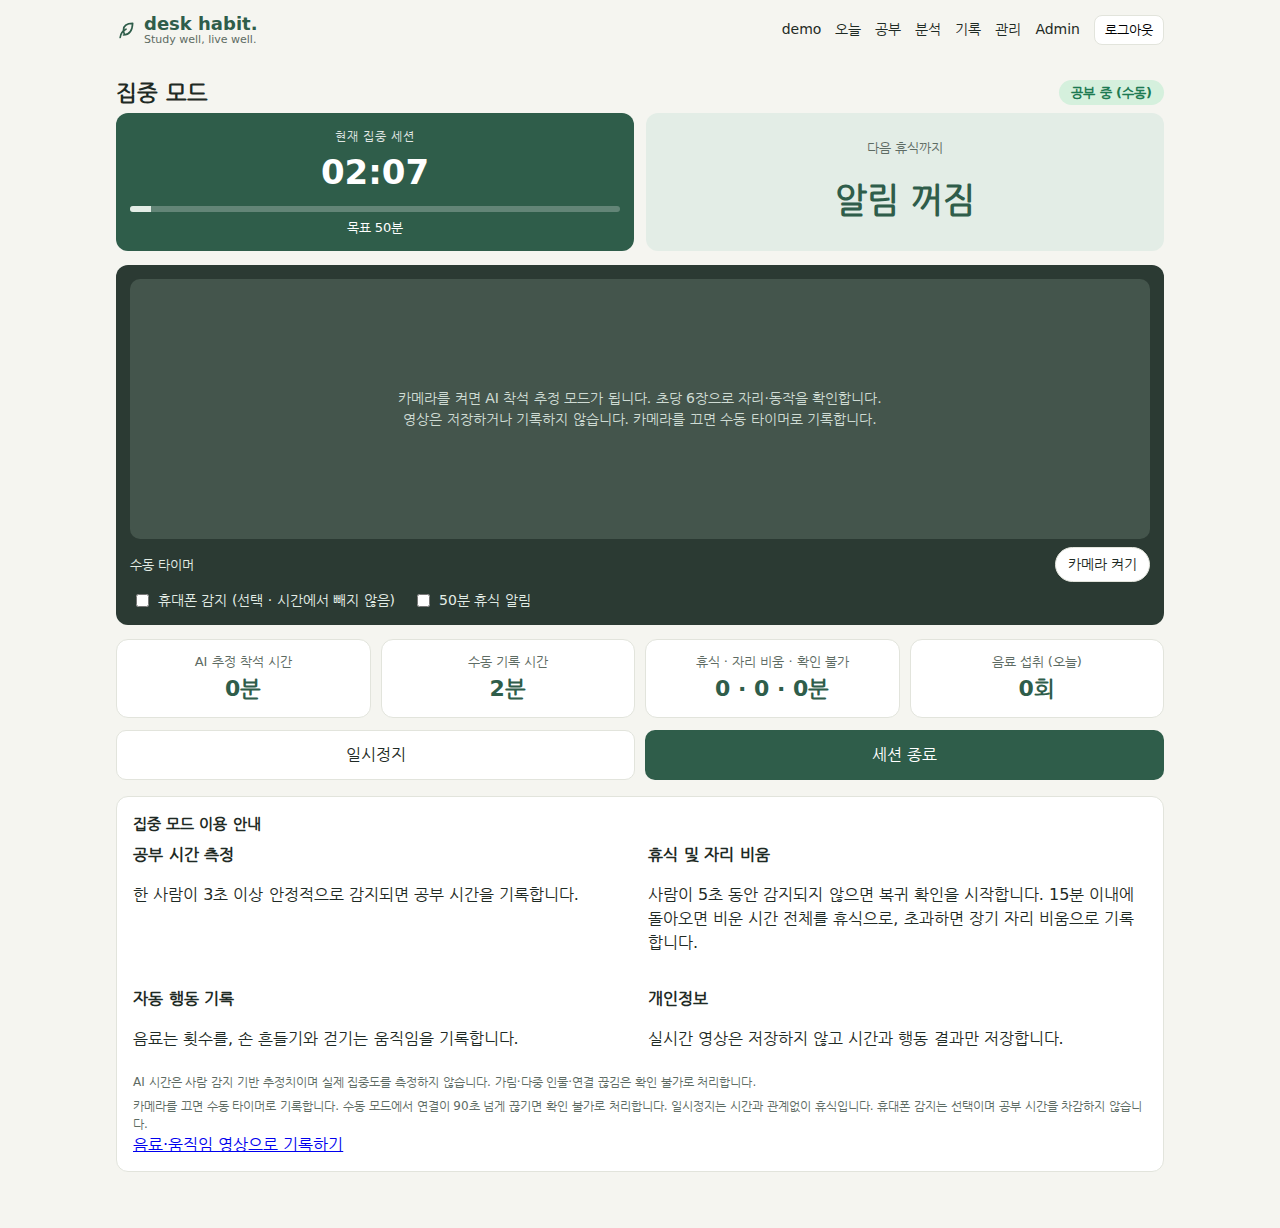 desk habit.
Study well, live well.
demo 오늘 공부 분석 기록 관리 Admin 로그아웃
집중 모드
공부 중 (수동)
현재 집중 세션
02:07
목표 50분
다음 휴식까지
알림 꺼짐
카메라를 켜면 AI 착석 추정 모드가 됩니다. 초당 6장으로 자리·동작을 확인합니다.
영상은 저장하거나 기록하지 않습니다. 카메라를 끄면 수동 타이머로 기록합니다.
수동 타이머
카메라 켜기
휴대폰 감지 (선택 · 시간에서 빼지 않음)
50분 휴식 알림
AI 추정 착석 시간
0분
수동 기록 시간
2분
휴식 · 자리 비움 · 확인 불가
0 · 0 · 0분
음료 섭취 (오늘)
0회
일시정지
세션 종료
집중 모드 이용 안내
공부 시간 측정
한 사람이 3초 이상 안정적으로 감지되면 공부 시간을 기록합니다.
휴식 및 자리 비움
사람이 5초 동안 감지되지 않으면 복귀 확인을 시작합니다. 15분 이내에
돌아오면 비운 시간 전체를 휴식으로, 초과하면 장기 자리 비움으로 기록
합니다.
자동 행동 기록
음료는 횟수를, 손 흔들기와 걷기는 움직임을 기록합니다.
개인정보
실시간 영상은 저장하지 않고 시간과 행동 결과만 저장합니다.
AI 시간은 사람 감지 기반 추정치이며 실제 집중도를 측정하지 않습니다. 가림·다중 인물·연결 끊김은 확인 불가로 처리합니다.
카메라를 끄면 수동 타이머로 기록합니다. 수동 모드에서 연결이 90초 넘게 끊기면 확인 불가로 처리합니다. 일시정지는 시간과 관계없이 휴식입니다. 휴대폰 감지는 선택이며 공부 시간을 차감하지 않습니
다.
음료·움직임 영상으로 기록하기